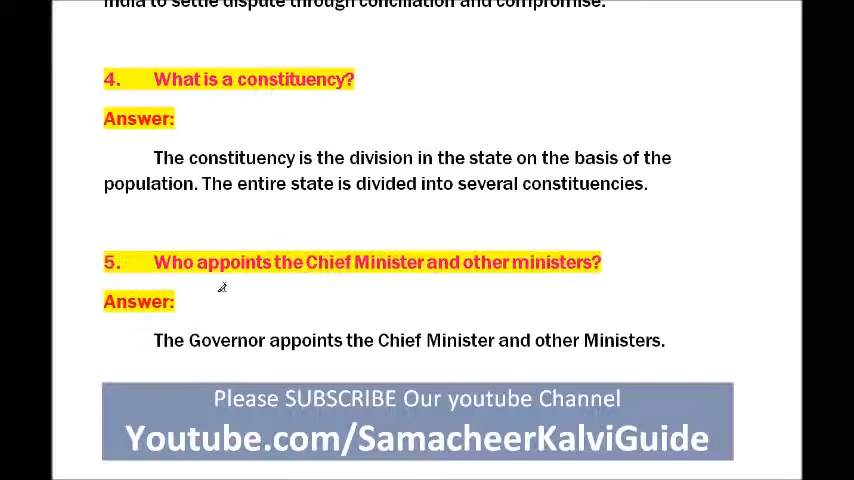 India to settle dispute through conciliation and compromise.
4. What is a constituency?
Answer:
The constituency is the division in the state on the basis of the
population. The entire state is divided into several constituencies.
5. Who appoints the Chief Minister and other ministers?
Answer:
The Governor appoints the Chief Minister and other Ministers.
Please SUBSCRIBE Our youtube Channel
Youtube.com/SamacheerKalviGuide